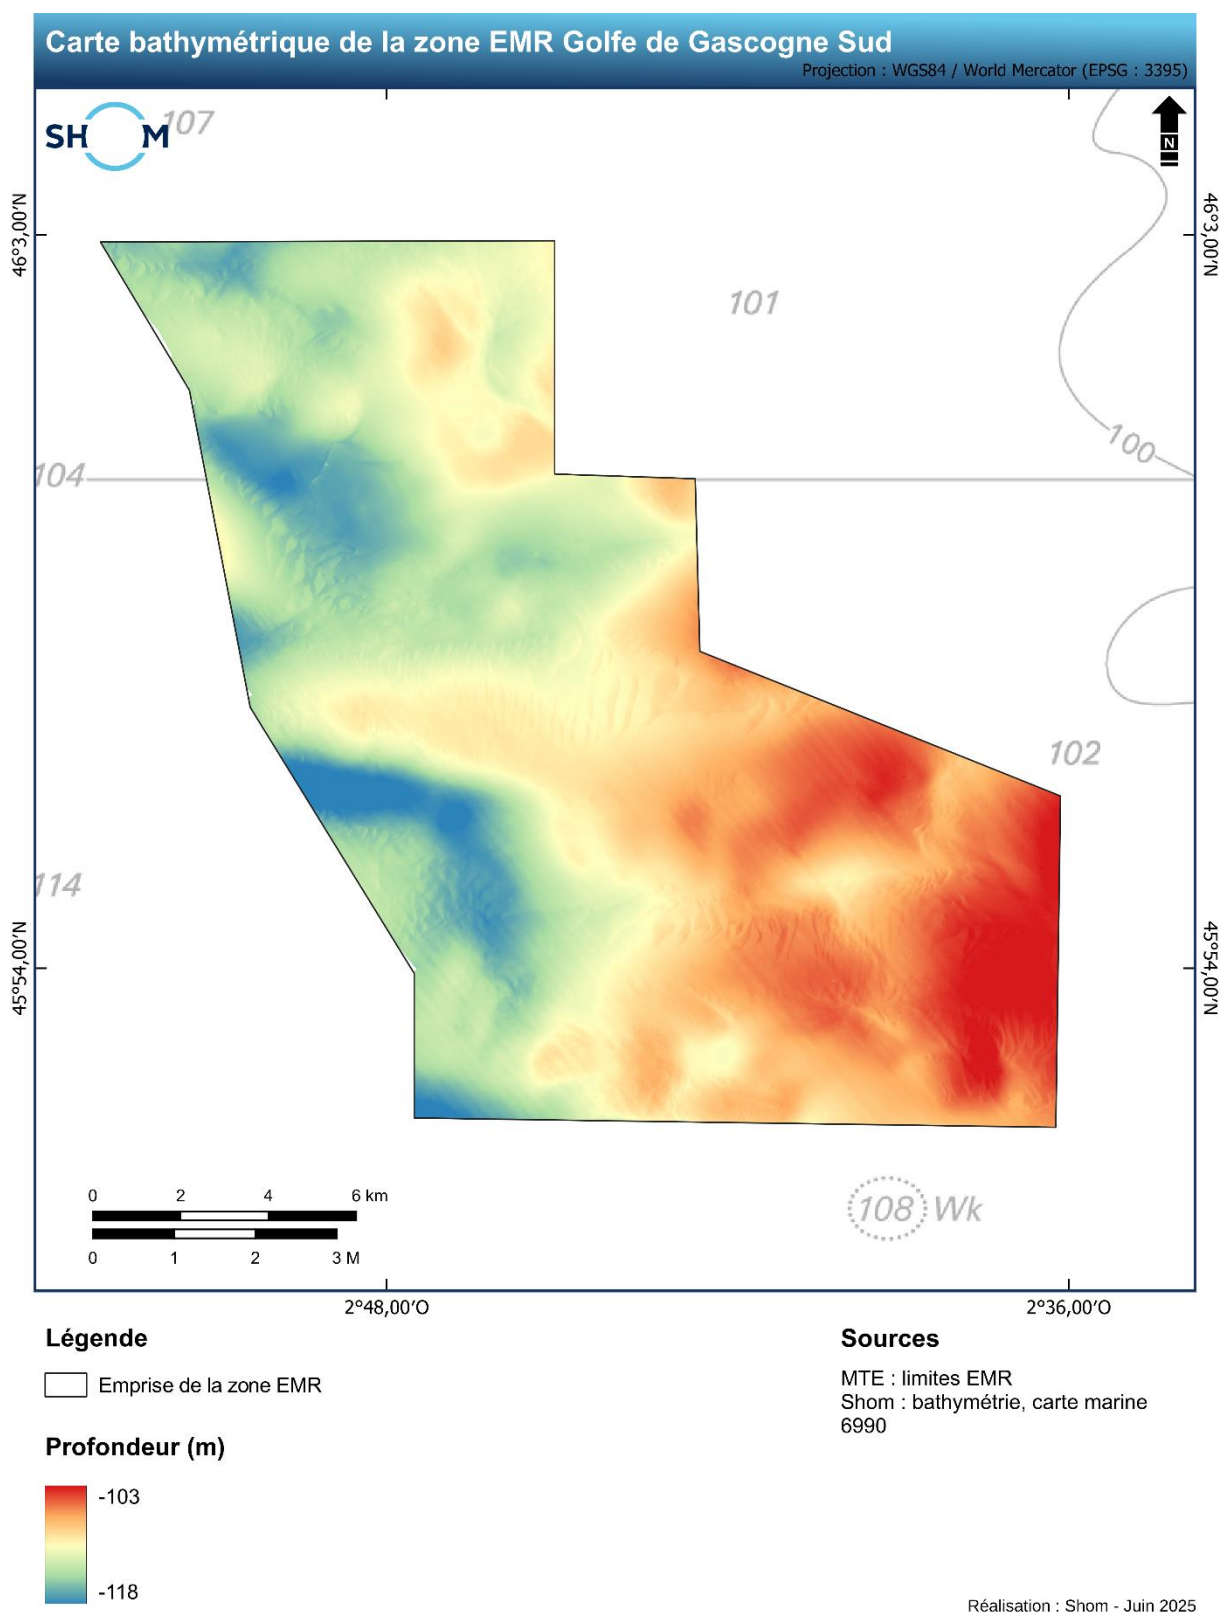 Carte bathymétrique de la zone EMR Golfe de Gascogne Sud
Projection : WGS84 / World Mercator (EPSG : 3395)
SHOM
107
46°3,00'N
46°3,00'N
101
100
104
102
114
45°54,00'N
45°54,00'N
0 2 4 6 km
0 1 2 3 M
108 Wk
2°48,00'O
2°36,00'O
Légende
Emprise de la zone EMR
Profondeur (m)
-103
-118
Sources
MTE : limites EMR
Shom : bathymétrie, carte marine
6990
Réalisation : Shom - Juin 2025